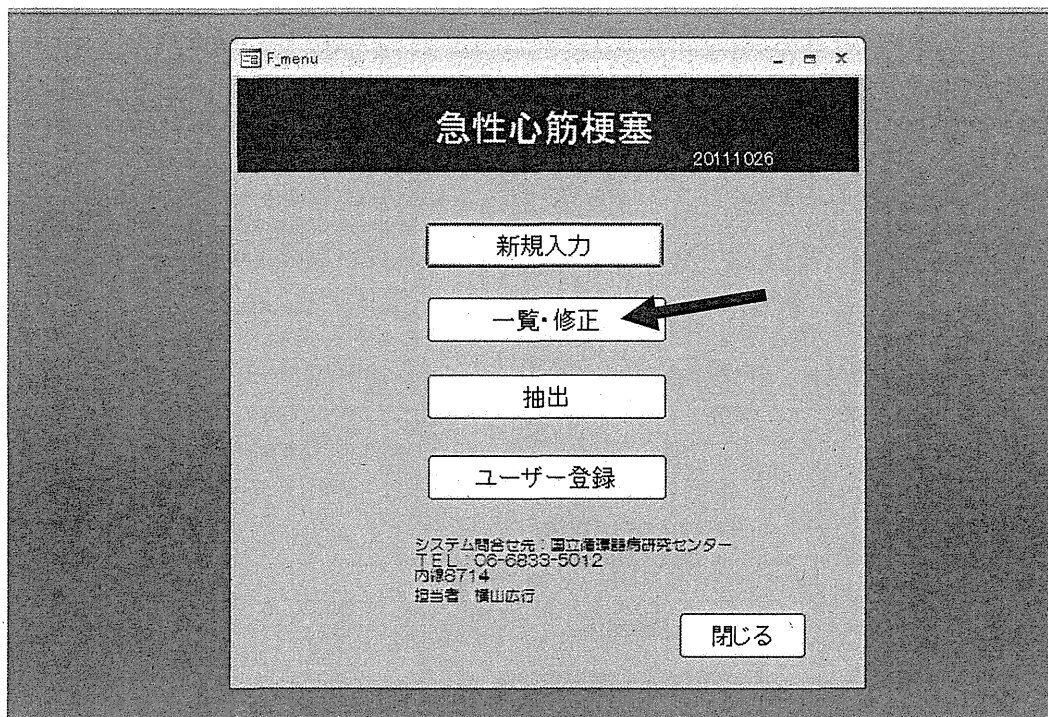 F_menu
急性心筋梗塞
20111026
新規入力
一覧・修正
抽出
ユーザー登録
システム問合せ先：国立循環器病研究センター
TEL 06-6833-5012
内線8714
担当者 横山広行
閉じる